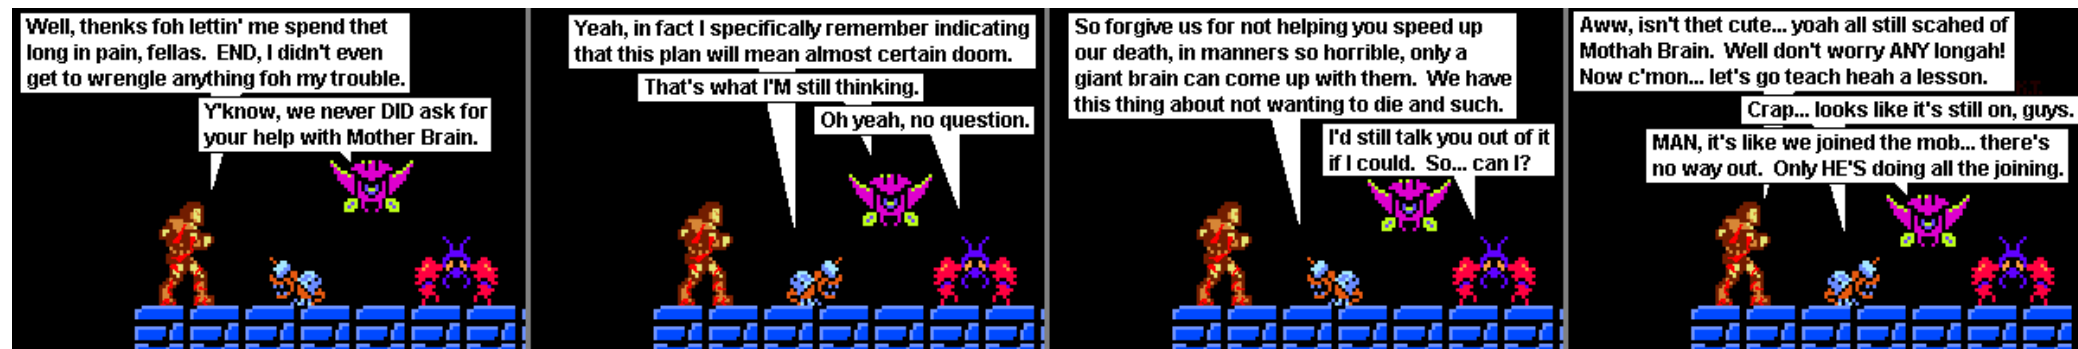 Well, thenks foh lettin' me spend thet
long in pain, fellas.  END, I didn't even
get to wrengle anything foh my trouble.
Y'know, we never DID ask for
your help with Mother Brain.
Yeah, in fact I specifically remember indicating
that this plan will mean almost certain doom.
That's what I'M still thinking.
Oh yeah, no question.
So forgive us for not helping you speed up
our death, in manners so horrible, only a
giant brain can come up with them.  We have
this thing about not wanting to die and such.
I'd still talk you out of it
if I could.  So... can I?
Aww, isn't thet cute... yoah all still scahed of
Mothah Brain.  Well don't worry ANY longah!
Now c'mon... let's go teach heah a lesson.
Crap... looks like it's still on, guys.
MAN, it's like we joined the mob... there's
no way out.  Only HE'S doing all the joining.